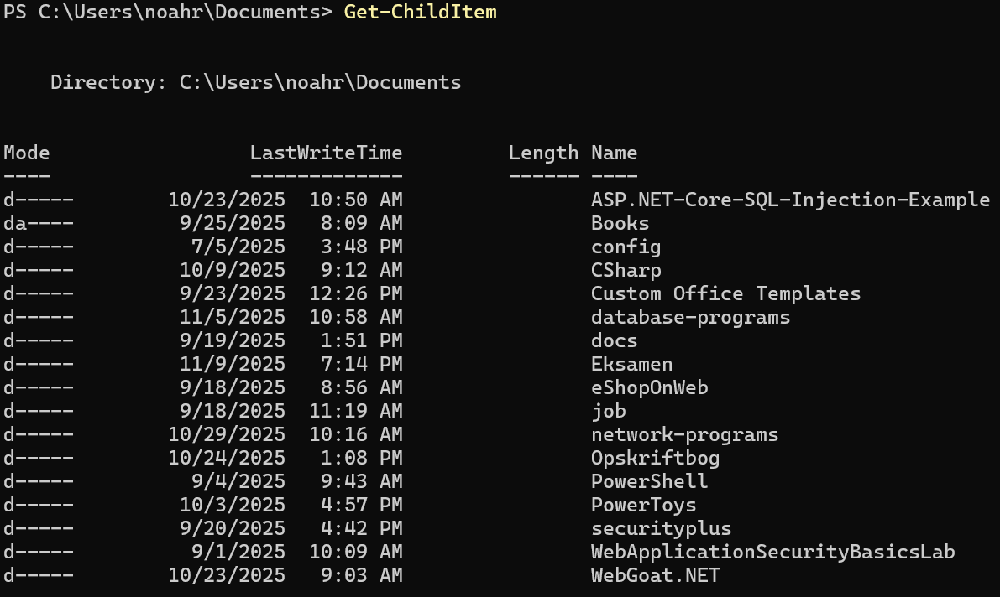 PS C:\Users\noahr\Documents> Get-ChildItem
Directory: C:\Users\noahr\Documents
Mode                 LastWriteTime         Length Name
----                 -------------         ------ ----
d-----        10/23/2025  10:50 AM                ASP.NET-Core-SQL-Injection-Example
da----         9/25/2025   8:09 AM                Books
d-----          7/5/2025   3:48 PM                config
d-----         10/9/2025   9:12 AM                CSharp
d-----         9/23/2025  12:26 PM                Custom Office Templates
d-----         11/5/2025  10:58 AM                database-programs
d-----         9/19/2025   1:51 PM                docs
d-----         11/9/2025   7:14 PM                Eksamen
d-----         9/18/2025   8:56 AM                eShopOnWeb
d-----         9/18/2025  11:19 AM                job
d-----        10/29/2025  10:16 AM                network-programs
d-----        10/24/2025   1:08 PM                Opskriftbog
d-----          9/4/2025   9:43 AM                PowerShell
d-----         10/3/2025   4:57 PM                PowerToys
d-----         9/20/2025   4:42 PM                securityplus
d-----          9/1/2025  10:09 AM                WebApplicationSecurityBasicsLab
d-----        10/23/2025   9:03 AM                WebGoat.NET